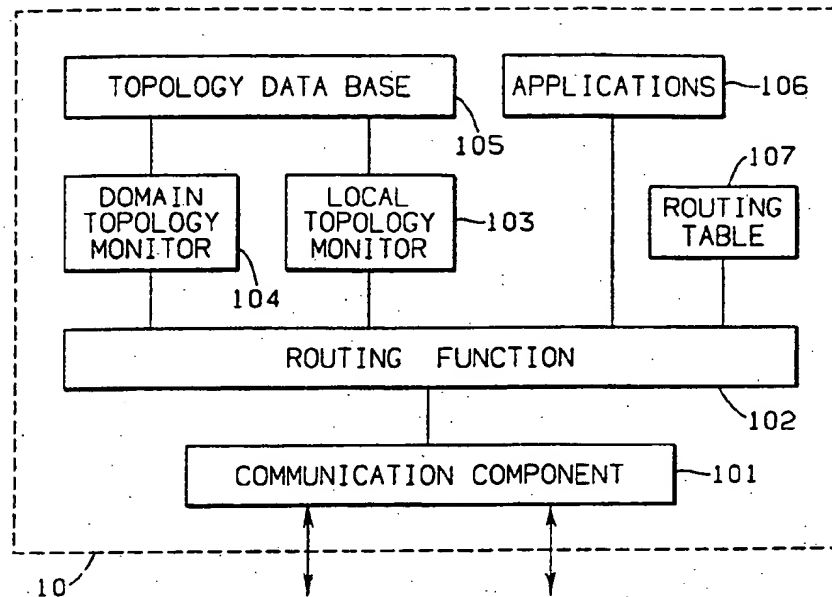 TOPOLOGY DATA BASE
APPLICATIONS
106
105
107
DOMAIN
TOPOLOGY
MONITOR
LOCAL
TOPOLOGY
MONITOR
103
ROUTING
TABLE
104
ROUTING FUNCTION
102
COMMUNICATION COMPONENT
101
10